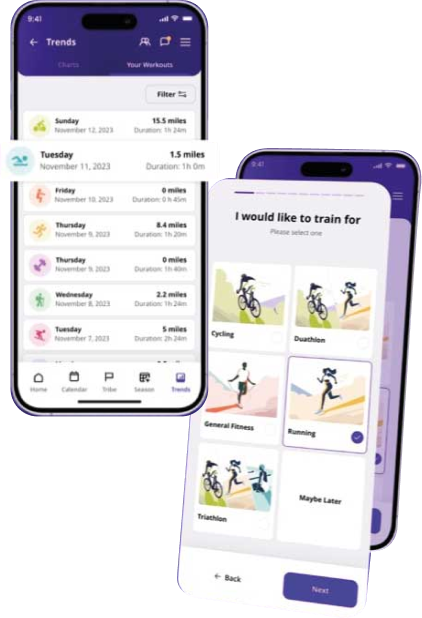 9:41
Trends
Charts
Your Workouts
Filter
Sunday
15.5 miles
November 12, 2023
Duration: 1h 24m
Tuesday
1.5 miles
November 11, 2023
Duration: 1h 0m
Friday
0 miles
November 10, 2023
Duration: 0 h 45m
Thursday
8.4 miles
November 9, 2023
Duration: 1h 20m
Thursday
0 miles
November 9, 2023
Duration: 1h 40m
Wednesday
2.2 miles
November 8, 2023
Duration: 1h 24m
Tuesday
5 miles
November 7, 2023
Duration: 2h 24m
Home
Calendar
Tribe
Season
Trends
9:41
I would like to train for
Please select one
Cycling
Duathlon
General Fitness
Running
Triathlon
Maybe Later
Back
Next